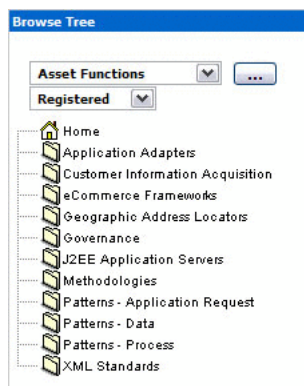 Browse Tree
Asset Functions ...
Registered
Home
Application Adapters
Customer Information Acquisition
eCommerce Frameworks
Geographic Address Locators
Governance
J2EE Application Servers
Methodologies
Patterns - Application Request
Patterns - Data
Patterns - Process
XML Standards